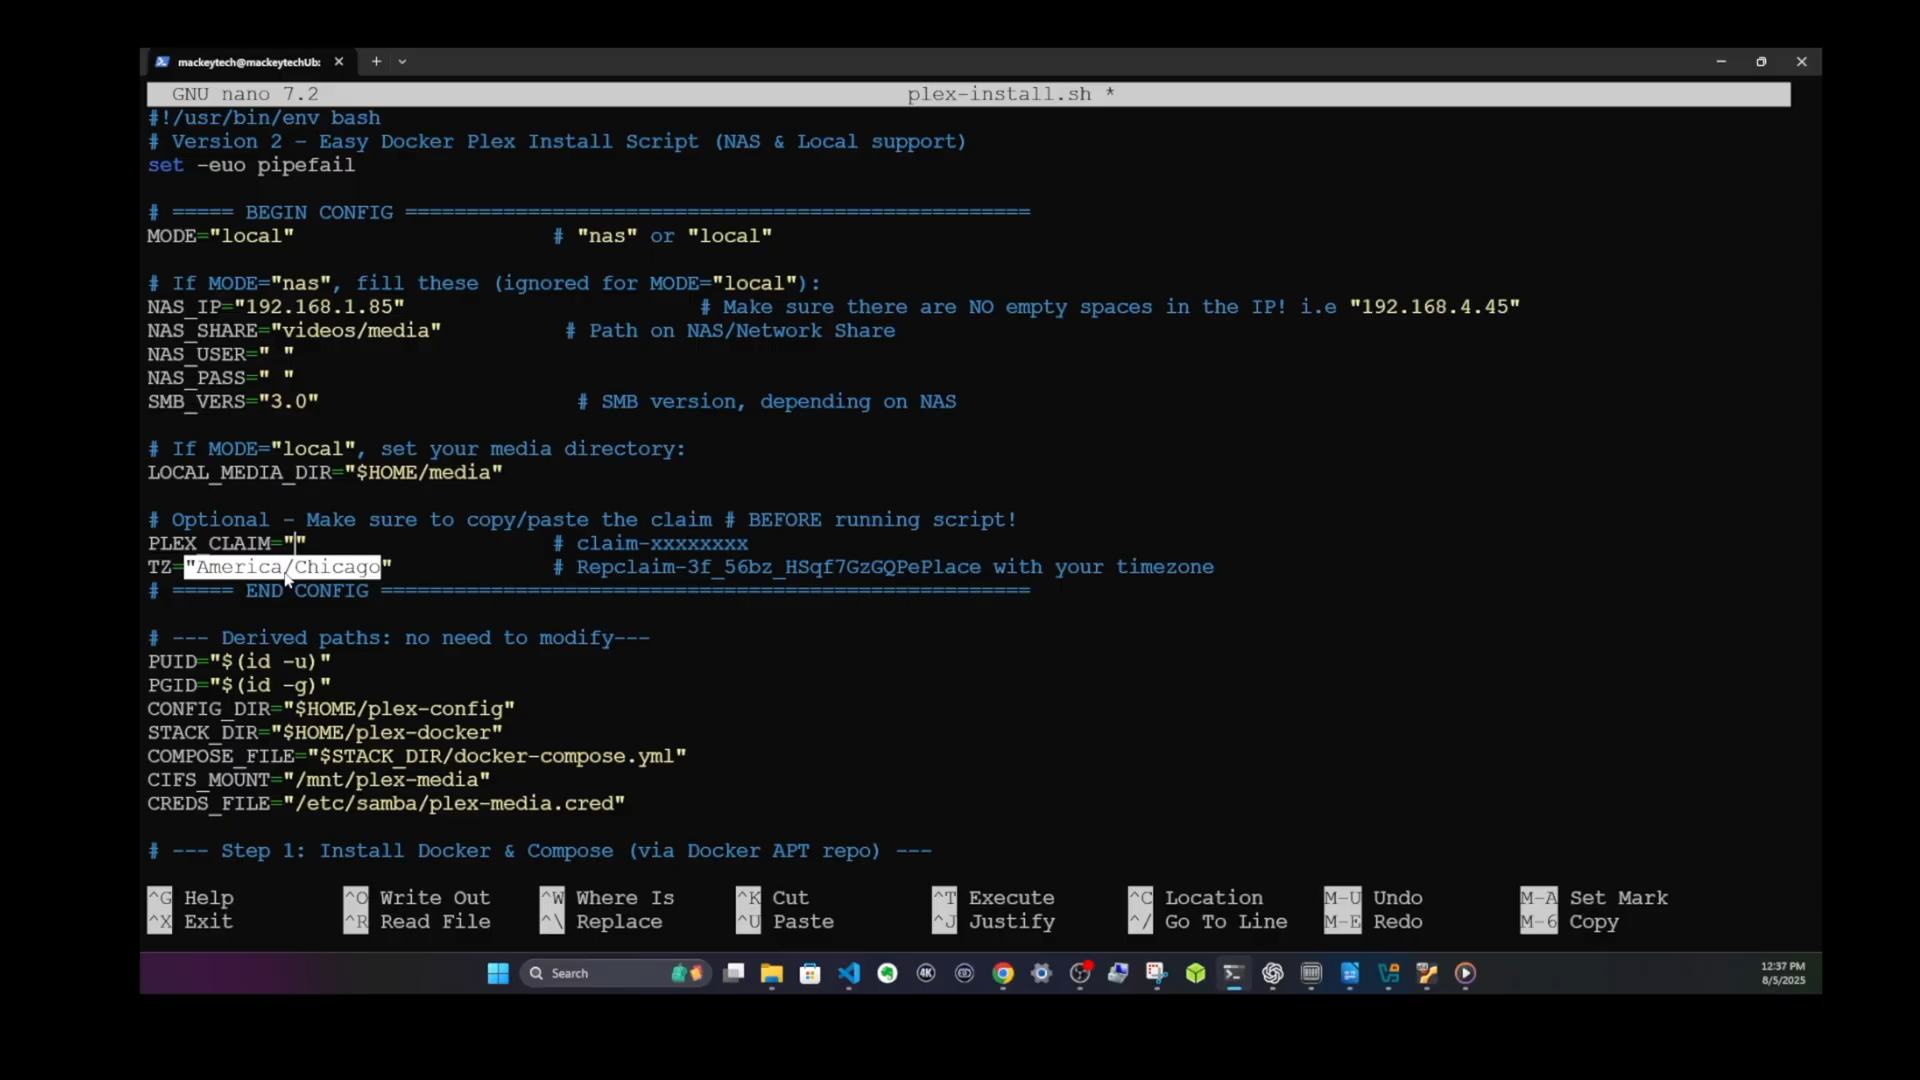 mackeytech@mackeytechUb:
GNU nano 7.2 plex-install.sh *
#!/usr/bin/env bash
# Version 2 - Easy Docker Plex Install Script (NAS & Local support)
set -euo pipefail
# ===== BEGIN CONFIG ===================================================
MODE="local" # "nas" or "local"
# If MODE="nas", fill these (ignored for MODE="local"):
NAS_IP="192.168.1.85" # Make sure there are NO empty spaces in the IP! i.e "192.168.4.45"
NAS_SHARE="videos/media" # Path on NAS/Network Share
NAS_USER=" "
NAS_PASS=" "
SMB_VERS="3.0" # SMB version, depending on NAS
# If MODE="local", set your media directory:
LOCAL_MEDIA_DIR="$HOME/media"
# Optional - Make sure to copy/paste the claim # BEFORE running script!
PLEX_CLAIM="" # claim-xxxxxxxx
TZ="America/Chicago" # Repclaim-3f_56bz_HSqf7GzGQPePlace with your timezone
# ===== END CONFIG =====================================================
# --- Derived paths: no need to modify---
PUID="$(id -u)"
PGID="$(id -g)"
CONFIG_DIR="$HOME/plex-config"
STACK_DIR="$HOME/plex-docker"
COMPOSE_FILE="$STACK_DIR/docker-compose.yml"
CIFS_MOUNT="/mnt/plex-media"
CREDS_FILE="/etc/samba/plex-media.cred"
# --- Step 1: Install Docker & Compose (via Docker APT repo) ---
^G Help ^O Write Out ^W Where Is ^K Cut ^T Execute ^C Location M-U Undo M-A Set Mark
^X Exit ^R Read File ^\ Replace ^U Paste ^J Justify ^/ Go To Line M-E Redo M-6 Copy
Search
4K
12:37 PM
8/5/2025